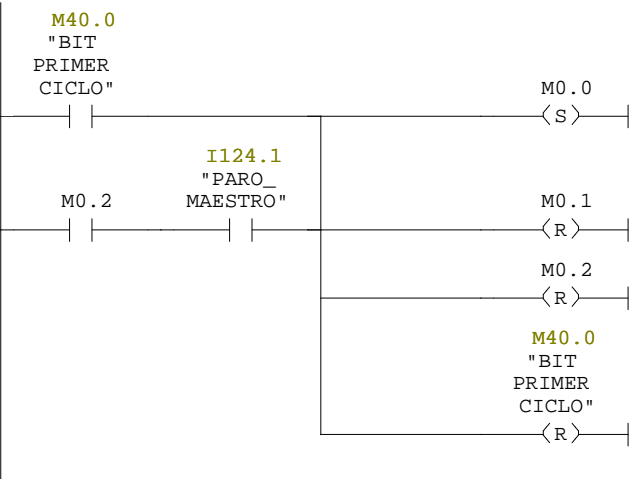 M40.0
"BIT
PRIMER
CICLO"
M0.0
S
I124.1
"PARO_
MAESTRO"
M0.2
M0.1
R
M0.2
R
M40.0
"BIT
PRIMER
CICLO"
R